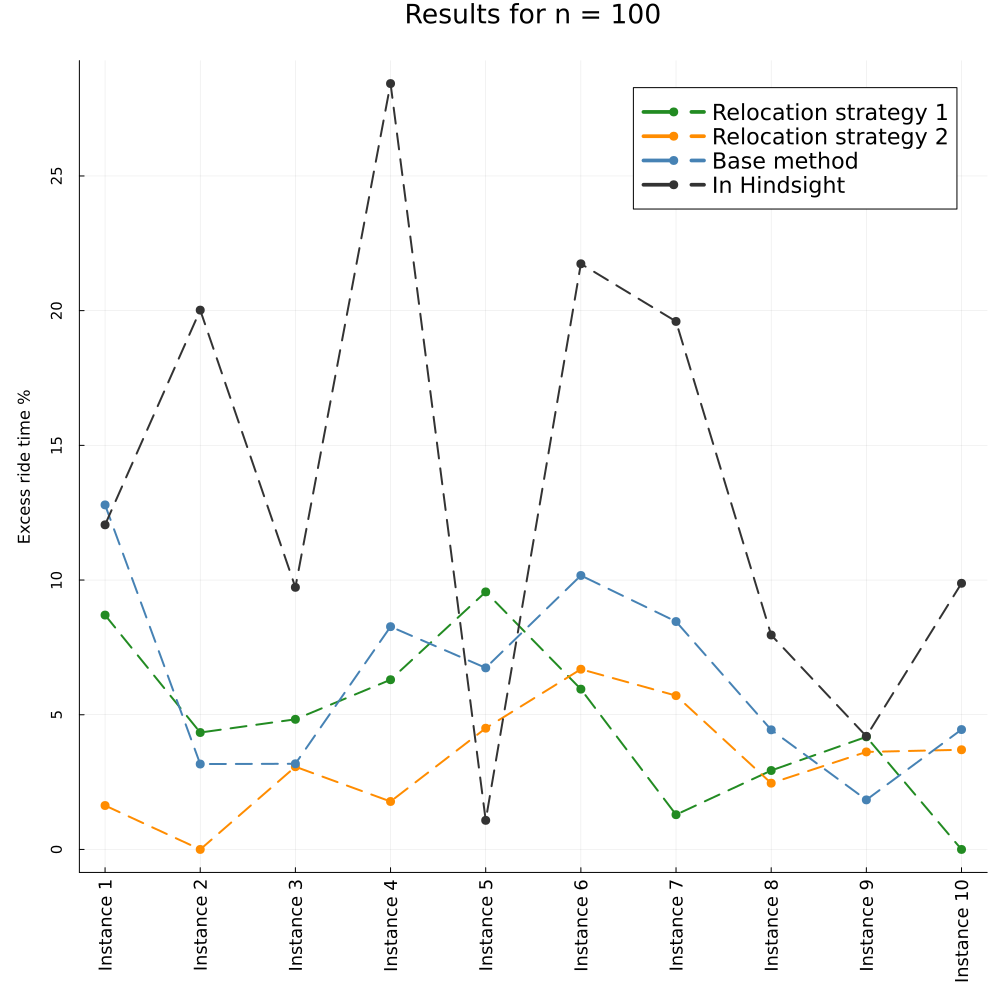 Results for n = 100
Relocation strategy 1
Relocation strategy 2
Base method
In Hindsight
Excess ride time %
25
20
15
10
5
0
Instance 1
Instance 2
Instance 3
Instance 4
Instance 5
Instance 6
Instance 7
Instance 8
Instance 9
Instance 10